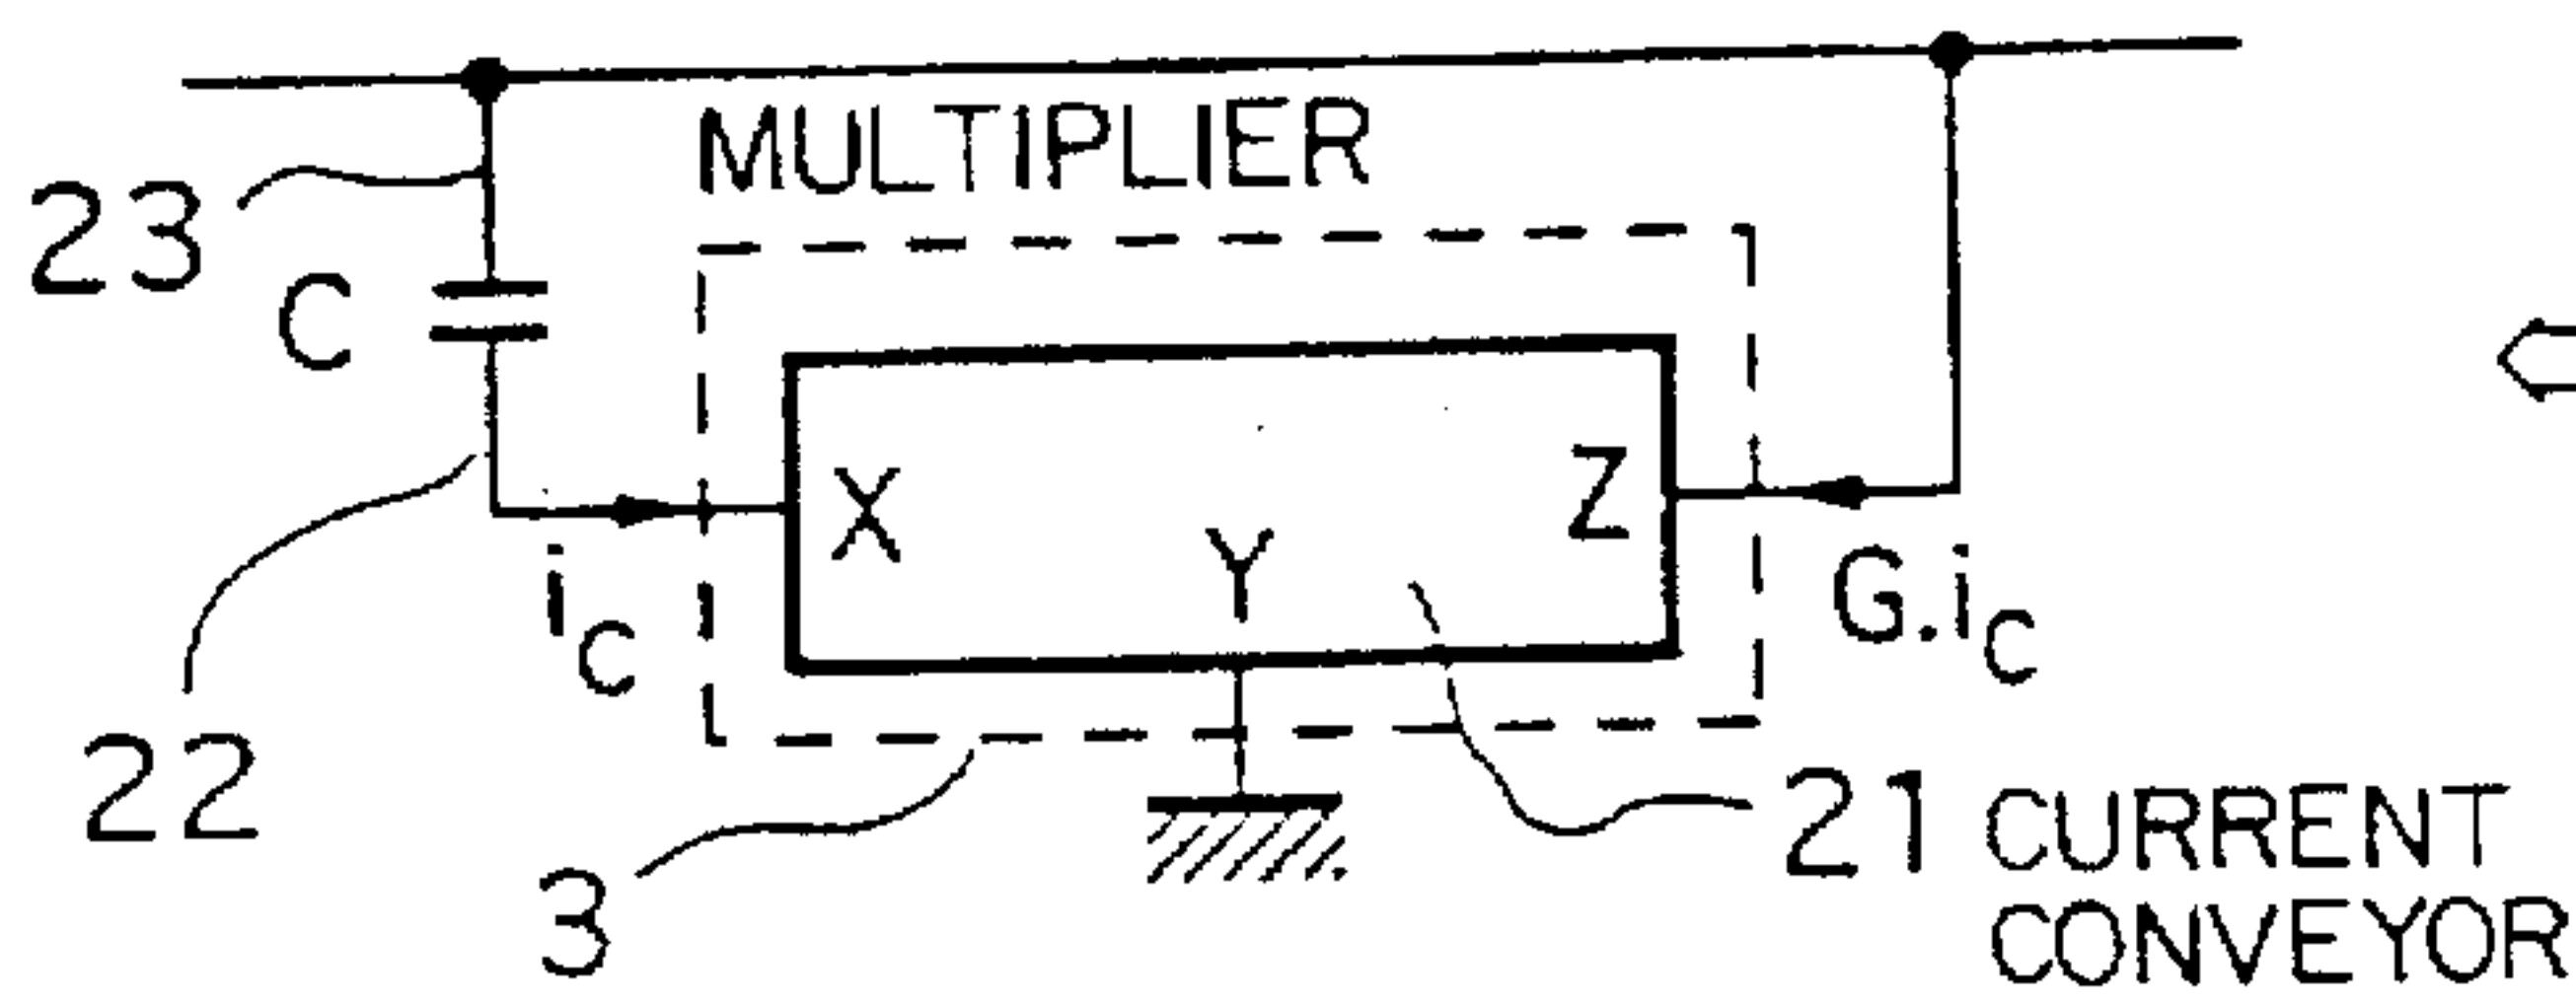 MULTIPLIER
23
C
X
Y
Z
i_C
G.i_C
22
3
21 CURRENT
CONVEYOR